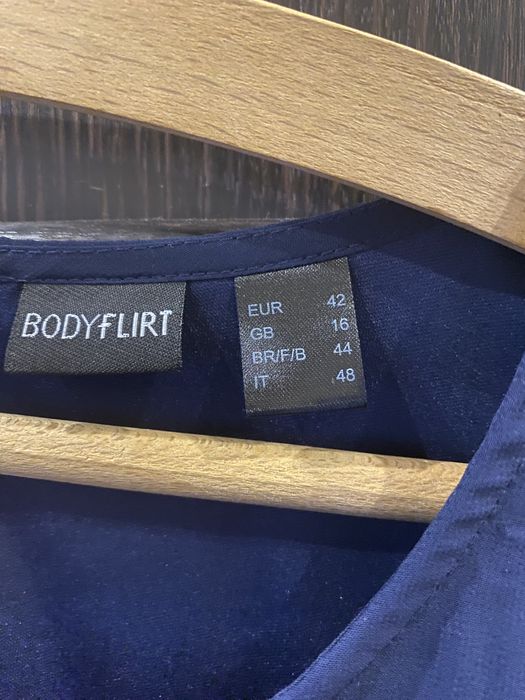 BODYFLIRT
EUR 42
GB 16
BR/F/B 44
IT 48